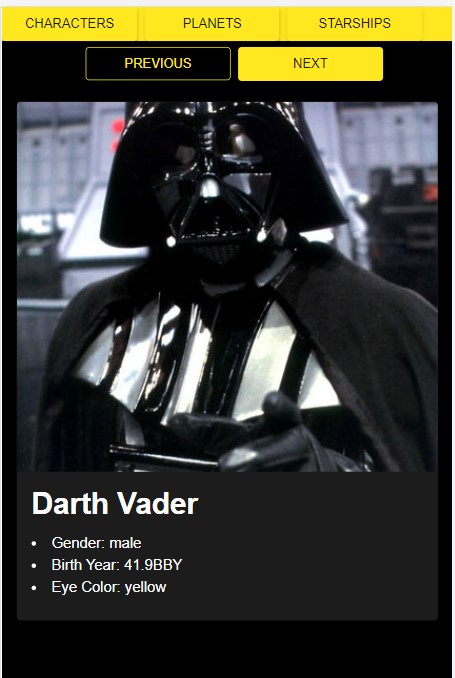 CHARACTERS PLANETS STARSHIPS
PREVIOUS NEXT
Darth Vader
Gender: male
Birth Year: 41.9BBY
Eye Color: yellow